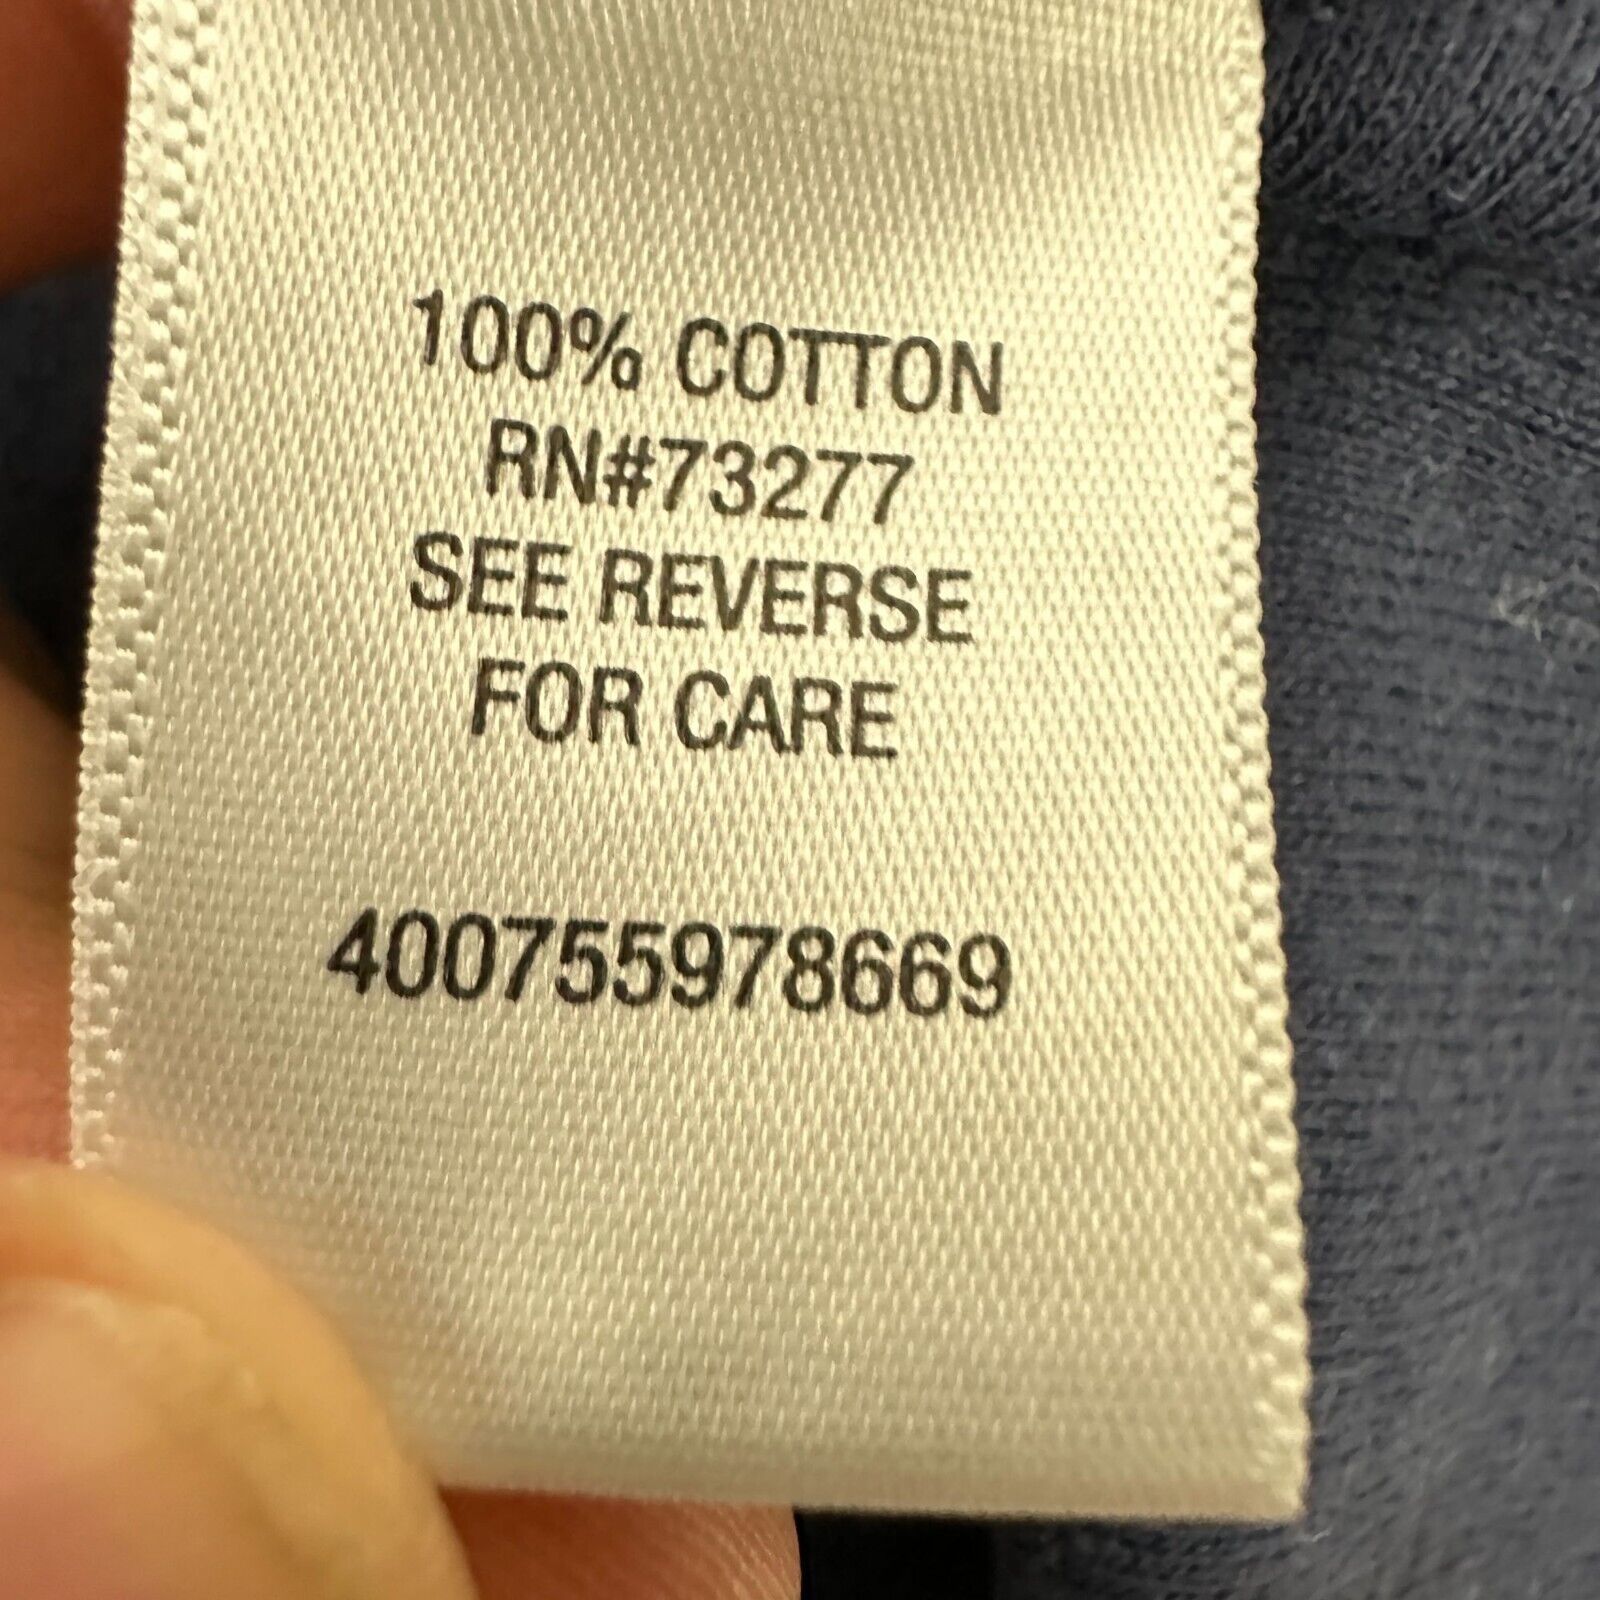 100% COTTON
RN#73277
SEE REVERSE
FOR CARE
400755978669